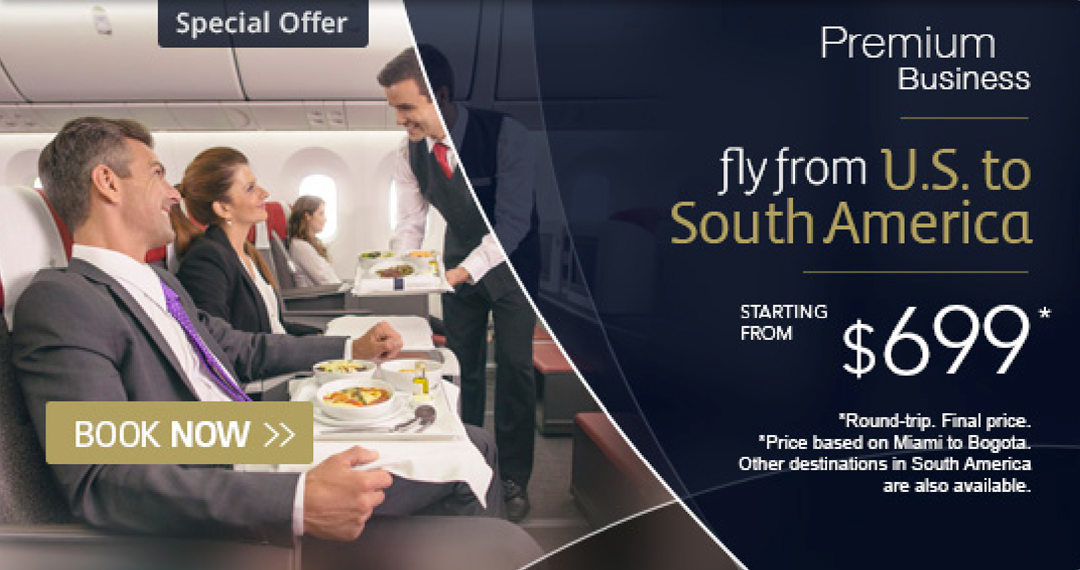 Special Offer
Premium
Business
fly from U.S. to
South America
STARTING
FROM
$699*
*Round-trip. Final price.
*Price based on Miami to Bogota.
Other destinations in South America
are also available.
BOOK NOW >>